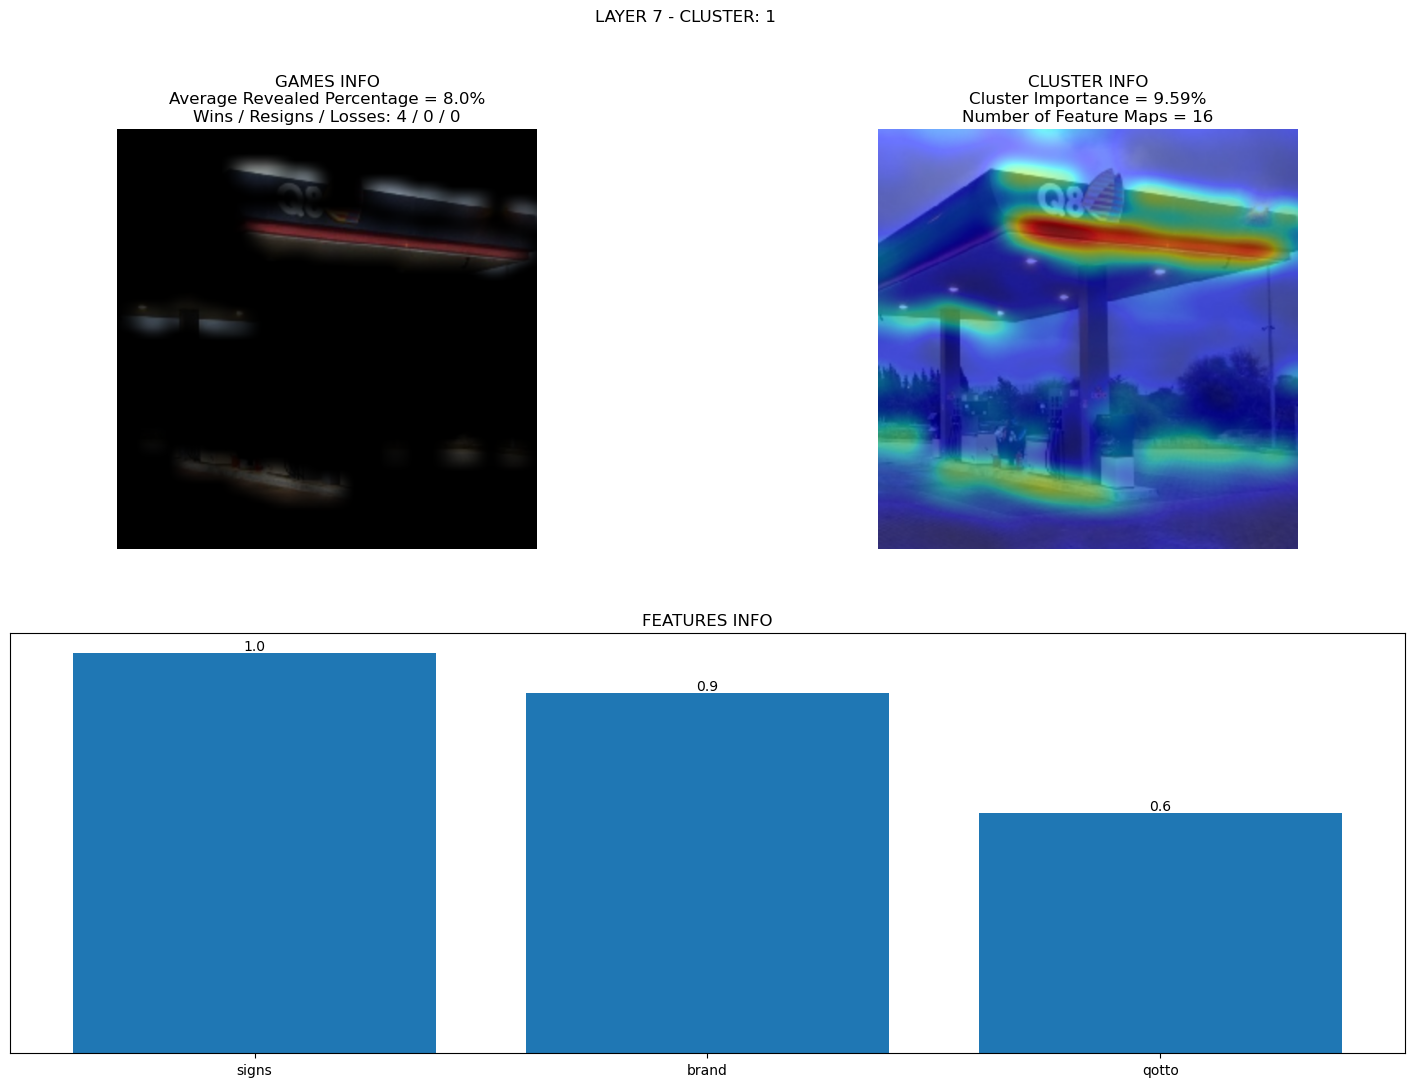 LAYER 7 - CLUSTER: 1
GAMES INFO
Average Revealed Percentage = 8.0%
Wins / Resigns / Losses: 4 / 0 / 0
CLUSTER INFO
Cluster Importance = 9.59%
Number of Feature Maps = 16
Q8
Q8
FEATURES INFO
1.0
0.9
0.6
signs
brand
qotto